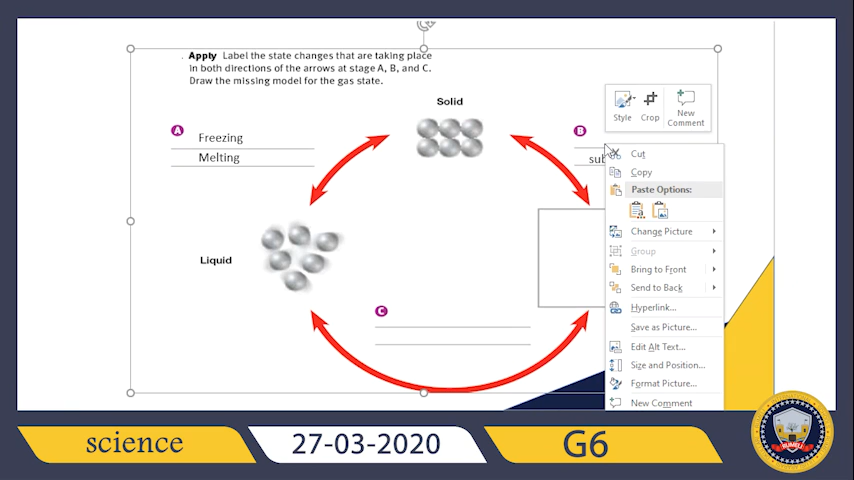 Apply Label the state changes that are taking place
in both directions of the arrows at stage A, B, and C.
Draw the missing model for the gas state.
Solid
A
Freezing
Melting
B
sub
Style
Crop
New
Comment
Cut
Copy
Paste Options:
Change Picture
Group
Bring to Front
Send to Back
Hyperlink...
Save as Picture...
Edit Alt Text...
Size and Position...
Format Picture...
New Comment
Liquid
C
science
27-03-2020
G6